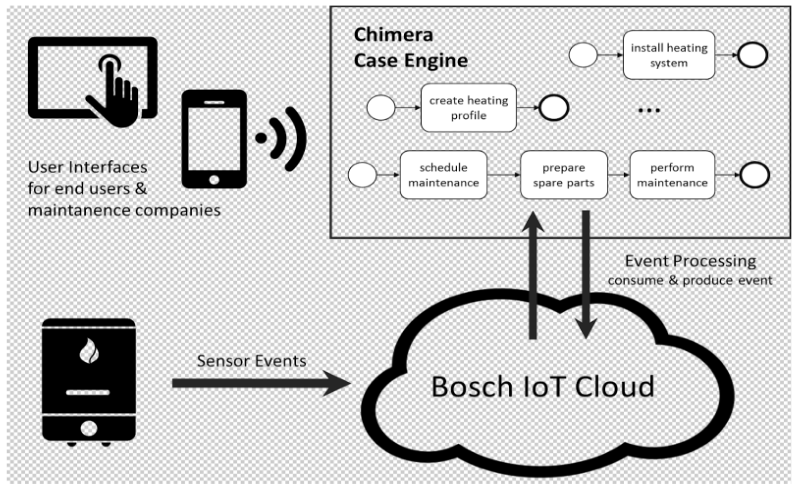 Chimera
Case Engine
install heating
system
create heating
profile
...
schedule
maintenance
prepare
spare parts
perform
maintenance
User Interfaces
for end users &
maintanence companies
Event Processing
consume & produce event
Sensor Events
Bosch IoT Cloud